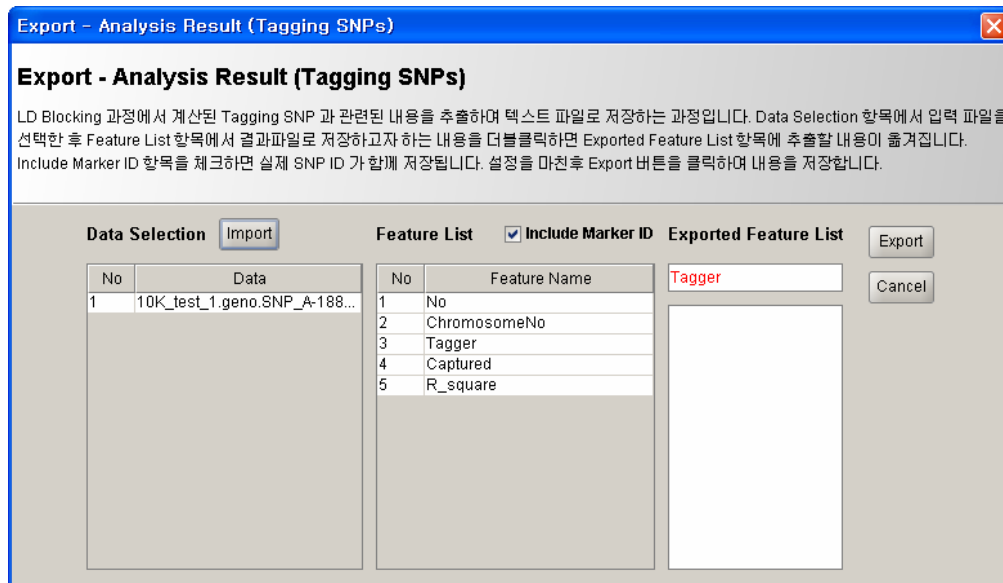 Export - Analysis Result (Tagging SNPs)
Export - Analysis Result (Tagging SNPs)
LD Blocking 과정에서 계산된 Tagging SNP 과 관련된 내용을 추출하여 텍스트 파일로 저장하는 과정입니다. Data Selection 항목에서 입력 파일을
선택한 후 Feature List 항목에서 결과파일로 저장하고자 하는 내용을 더블클릭하면 Exported Feature List 항목에 추출할 내용이 옮겨집니다.
Include Marker ID 항목을 체크하면 실제 SNP ID 가 함께 저장됩니다. 설정을 마친후 Export 버튼을 클릭하여 내용을 저장합니다.
Data Selection Import Feature List Include Marker ID Exported Feature List Export
No Data No Feature Name Tagger Cancel
1 10K_test_1.geno.SNP_A-188... 1 No
2 ChromosomeNo
3 Tagger
4 Captured
5 R_square